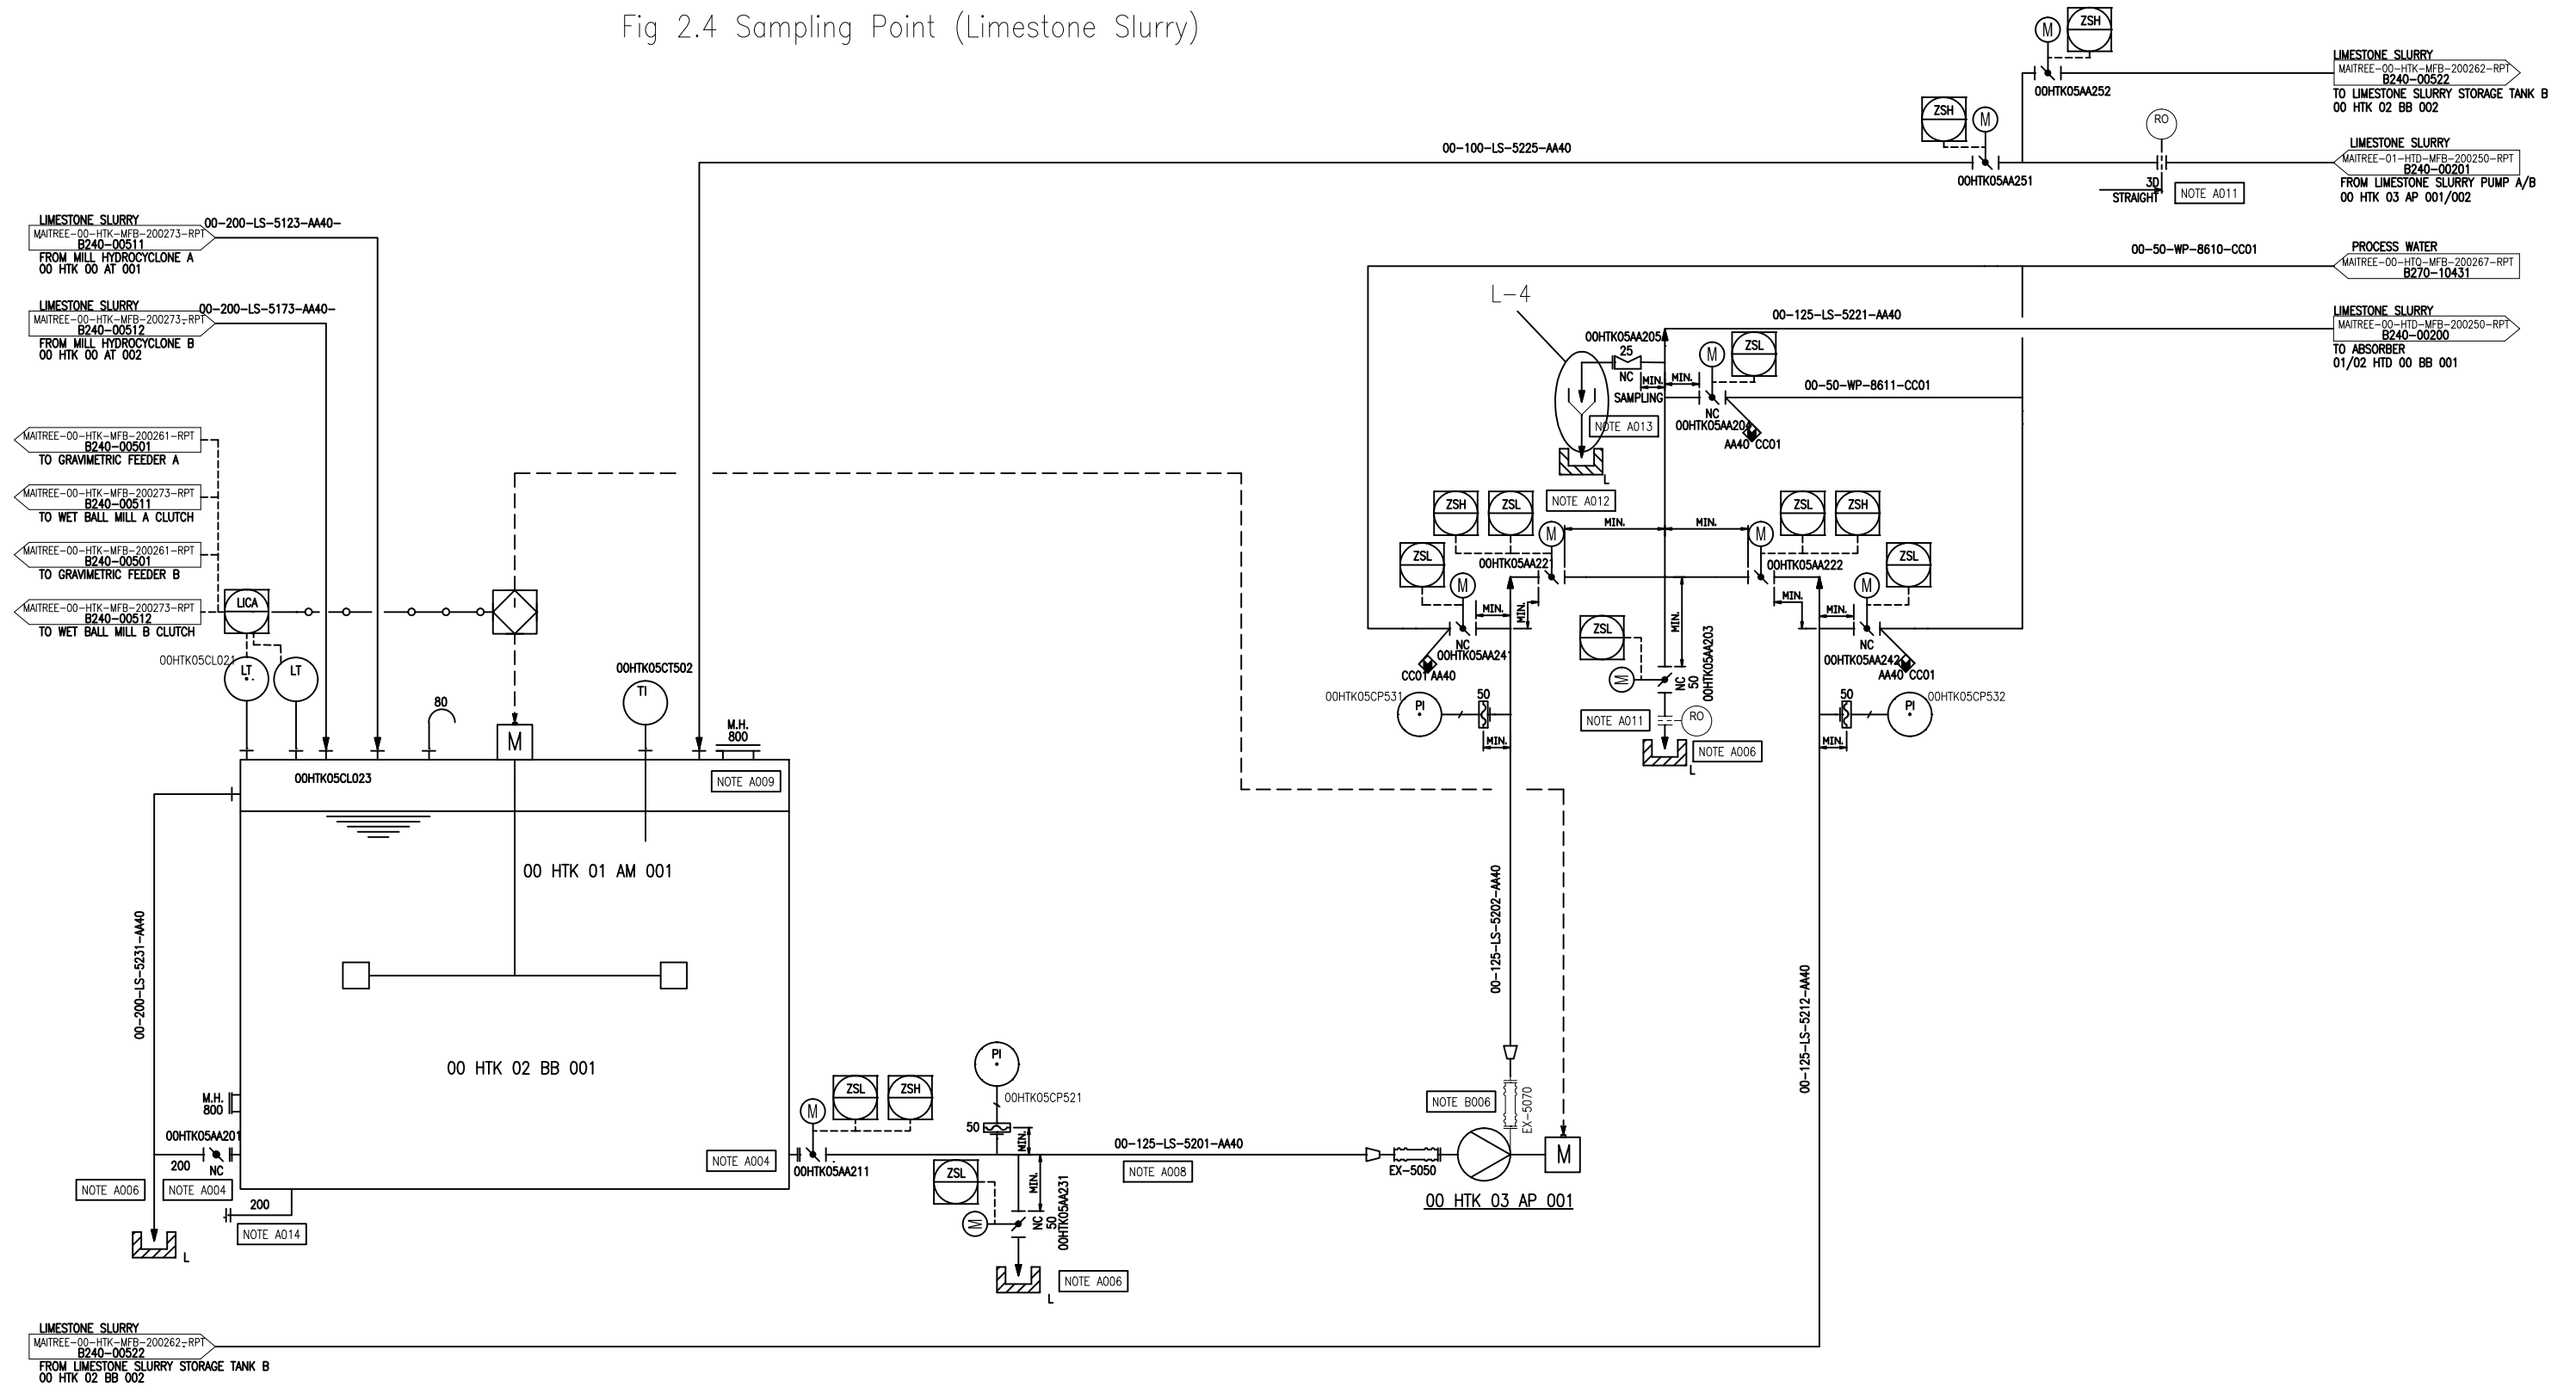 Fig 2.4 Sampling Point (Limestone Slurry)
M
ZSH
00HTK05AA252
LIMESTONE SLURRY
MAITREE-00-HTK-MFB-200262-RPT
B240-00522
TO LIMESTONE SLURRY STORAGE TANK B
00 HTK 02 BB 002
ZSH
M
00HTK05AA251
RO
3D
STRAIGHT
NOTE A011
LIMESTONE SLURRY
MAITREE-01-HTD-MFB-200250-RPT
B240-00201
FROM LIMESTONE SLURRY PUMP A/B
00 HTK 03 AP 001/002
00-100-LS-5225-AA40
LIMESTONE SLURRY
MAITREE-00-HTK-MFB-200273-RPT
B240-00511
FROM MILL HYDROCYCLONE A
00 HTK 00 AT 001
00-200-LS-5123-AA40-
00-50-WP-8610-CC01
PROCESS WATER
MAITREE-00-HTQ-MFB-200267-RPT
B270-10431
LIMESTONE SLURRY
MAITREE-00-HTK-MFB-200273-RPT
B240-00512
FROM MILL HYDROCYCLONE B
00 HTK 00 AT 002
00-200-LS-5173-AA40-
L-4
00-125-LS-5221-AA40
LIMESTONE SLURRY
MAITREE-00-HTD-MFB-200250-RPT
B240-00200
TO ABSORBER
01/02 HTD 00 BB 001
00HTK05AA205
25
NC
MIN.
MIN.
SAMPLING
M
ZSL
00-50-WP-8611-CC01
NC
00HTK05AA204
AA40 CC01
NOTE A013
L
NOTE A012
MAITREE-00-HTK-MFB-200261-RPT
B240-00501
TO GRAVIMETRIC FEEDER A
MAITREE-00-HTK-MFB-200273-RPT
B240-00511
TO WET BALL MILL A CLUTCH
MAITREE-00-HTK-MFB-200261-RPT
B240-00501
TO GRAVIMETRIC FEEDER B
MAITREE-00-HTK-MFB-200273-RPT
B240-00512
TO WET BALL MILL B CLUTCH
LICA
00HTK05CL021
LT
LT
ZSH
ZSL
M
MIN.
MIN.
M
ZSL
ZSH
00HTK05AA221
00HTK05AA222
ZSL
M
MIN.
MIN.
NC
00HTK05AA241
CC01 AA40
MIN.
MIN.
M
ZSL
NC
00HTK05AA242
AA40 CC01
ZSL
M
MIN.
NC
50
00HTK05AA203
NOTE A011
RO
NOTE A006
L
00HTK05CP531
PI
50
MIN.
50
PI
00HTK05CP532
MIN.
80
M
00HTK05CT502
TI
M.H.
800
00HTK05CL023
NOTE A009
00 HTK 01 AM 001
00 HTK 02 BB 001
00-200-LS-5231-AA40
M.H.
800
00HTK05AA201
200
NC
NOTE A006
NOTE A004
200
NOTE A014
L
NOTE A004
M
ZSL
ZSH
00HTK05AA211
PI
00HTK05CP521
50
MIN.
MIN.
ZSL
M
NC
50
00HTK05AA231
NOTE A006
L
00-125-LS-5201-AA40
NOTE A008
EX-5050
00-125-LS-5202-AA40
NOTE B006
EX-5070
M
00 HTK 03 AP 001
00-125-LS-5212-AA40
LIMESTONE SLURRY
MAITREE-00-HTK-MFB-200262-RPT
B240-00522
FROM LIMESTONE SLURRY STORAGE TANK B
00 HTK 02 BB 002